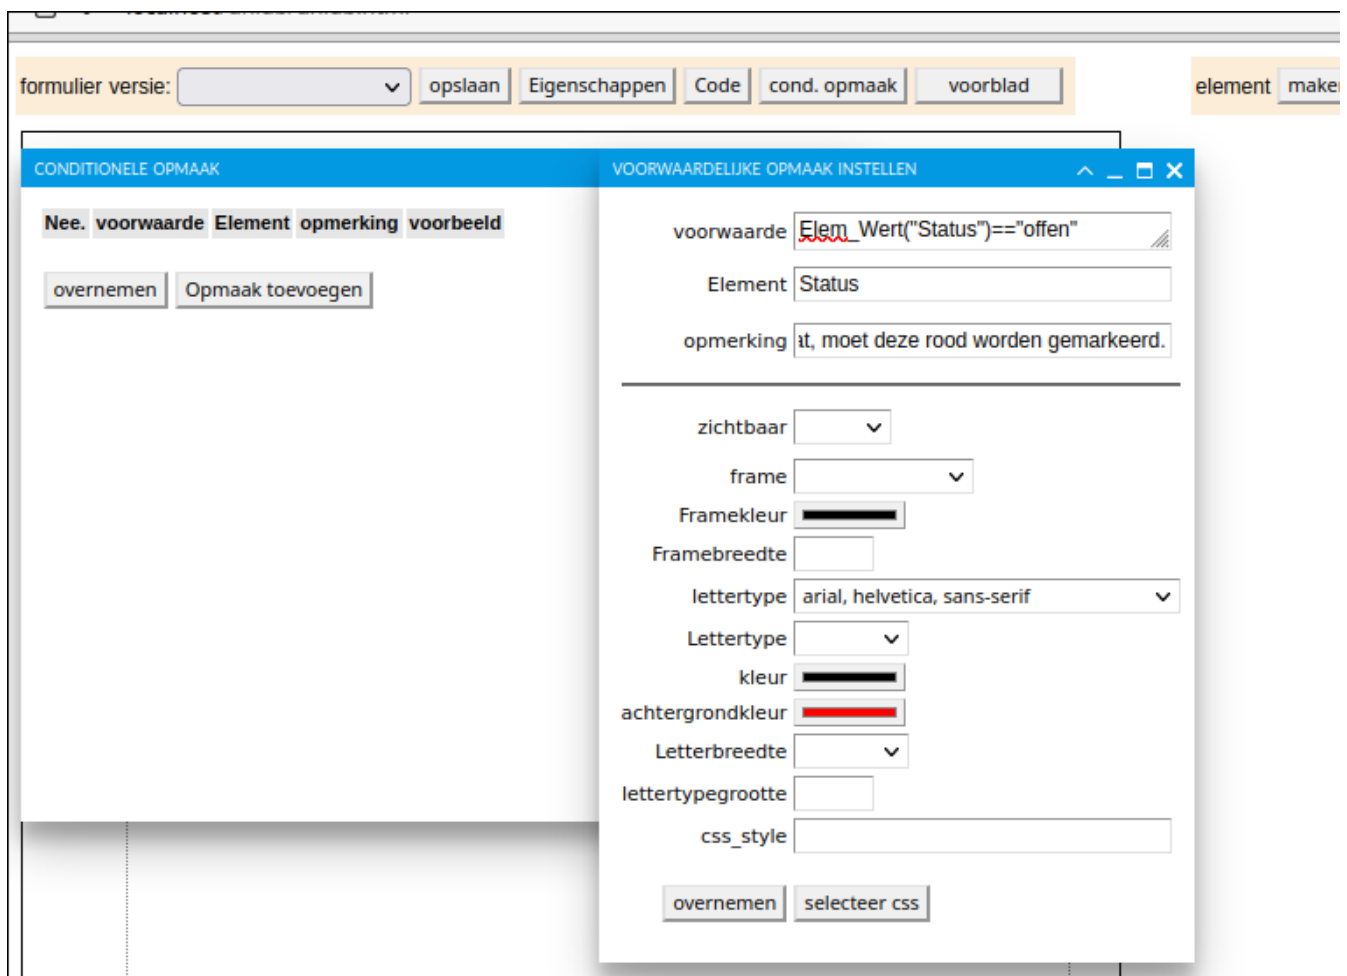 formulier versie: opslaan Eigenschappen Code cond. opmaak voorblad element
CONDITIONELE OPMAAK
Nee. voorwaarde Element opmerking voorbeeld
overnemen Opmaak toevoegen
VOORWAARDELIJKE OPMAAK INSTELLEN
voorwaarde Elem_Wert("Status")=="offen"
Element Status
opmerking at, moet deze rood worden gemarkeerd.
zichtbaar
frame
Framekleur
Framebreedte
lettertype arial, helvetica, sans-serif
Lettertype
kleur
achtergrondkleur
Letterbreedte
lettertypegrootte
css_style
overnemen selecteer css